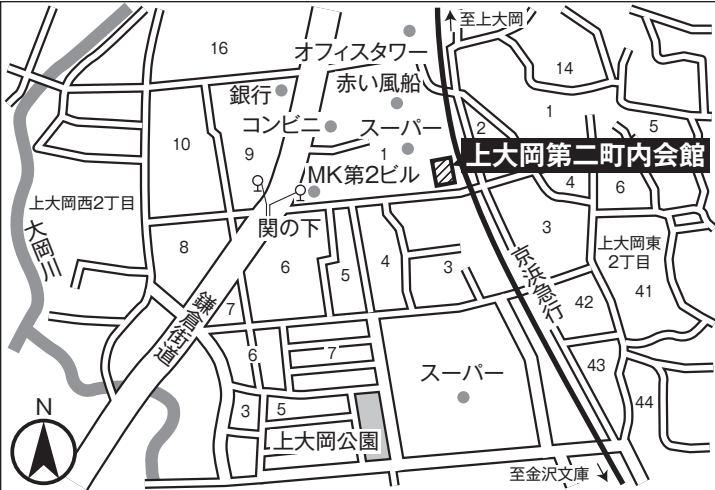 至上大岡
オフィスタワー
16
14
赤い風船
銀行
1
コンビニ
スーパー
2
5
10
9
1
上大岡第二町内会館
MK第2ビル
4
6
上大岡西2丁目
関の下
3
大岡川
8
上大岡東
2丁目
京浜急行
6
5
4
3
41
鎌倉街道
7
42
6
7
43
スーパー
3
5
44
N
上大岡公園
至金沢文庫